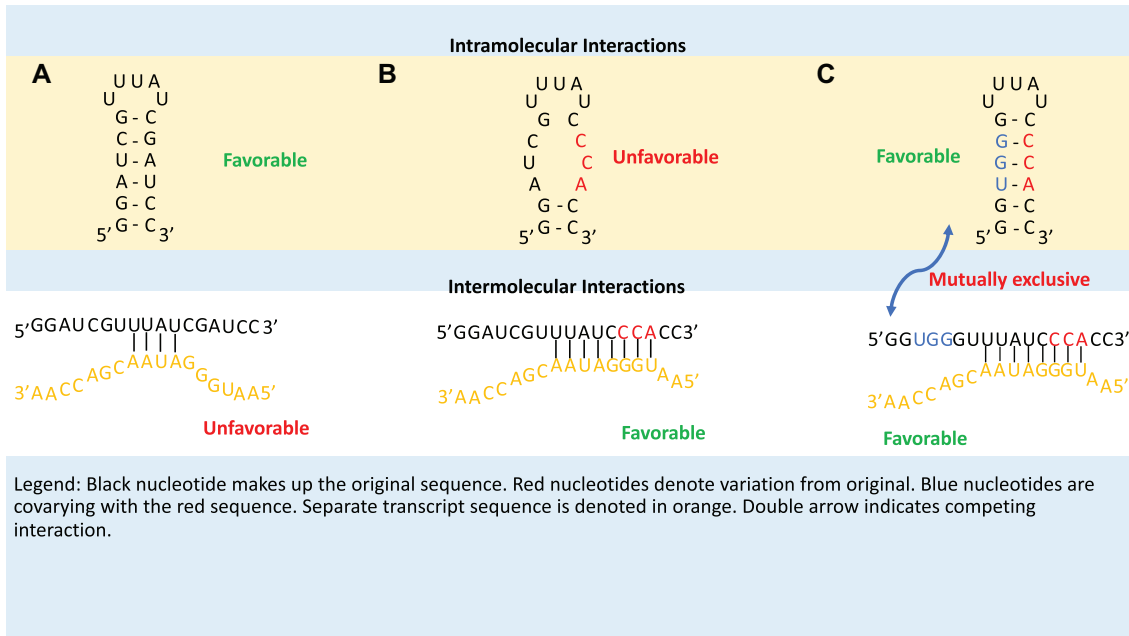 Intramolecular Interactions
A
B
C
U U A
U U
G - C
C - G
U - A
A - U
G - C
5’ G - C 3’
Favorable
U U A
U U
G C
C C
U C
A A
G - C
5’ G - C 3’
Unfavorable
U U A
U U
G - C
G - C
G - C
U - A
G - C
5’ G - C 3’
Favorable
Mutually exclusive
Intermolecular Interactions
5’GGAUCGUUUAUCGAUCC3’
3’AACCAGCAAUAGGGUAA5’
Unfavorable
5’GGAUCGUUUAUCCCACC3’
3’AACCAGCAAUAGGGUAA5’
Favorable
5’GGUGGGUUUAUCCCACC3’
3’AACCAGCAAUAGGGUAA5’
Favorable
Legend: Black nucleotide makes up the original sequence. Red nucleotides denote variation from original. Blue nucleotides are
covarying with the red sequence. Separate transcript sequence is denoted in orange. Double arrow indicates competing
interaction.